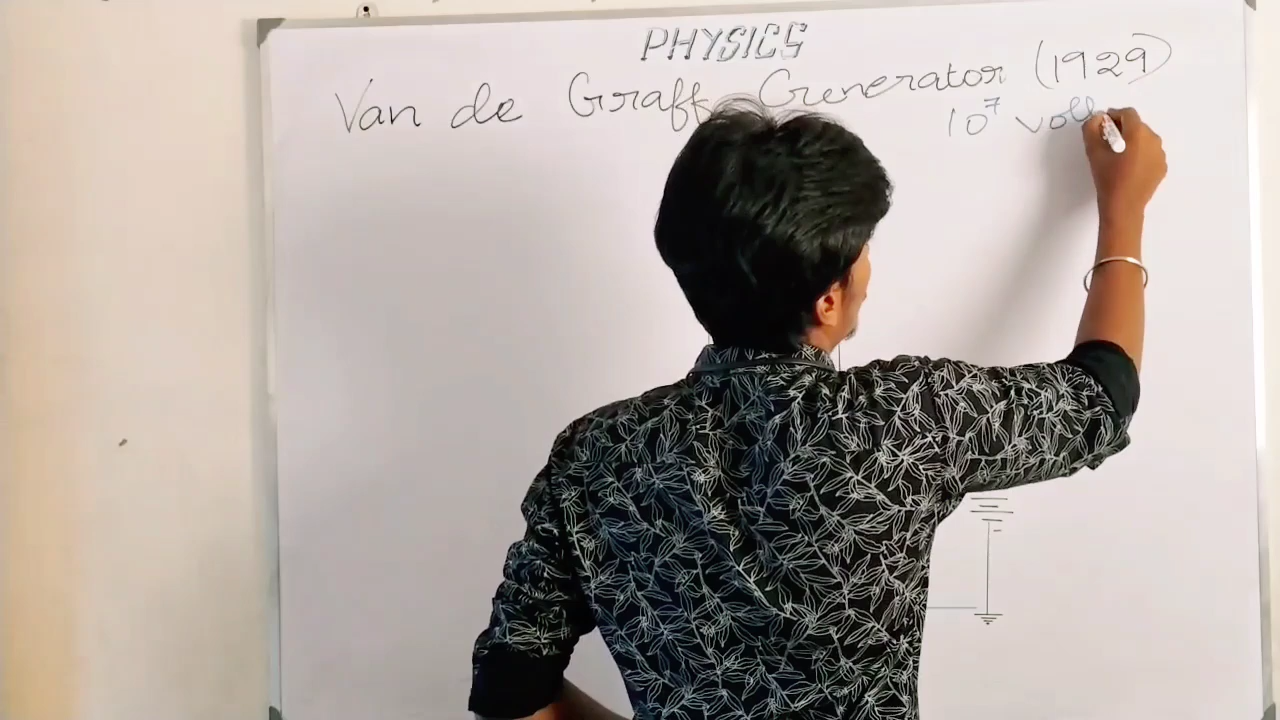 PHYSICS
Van de Graff Generator (1929)
10⁷ volt